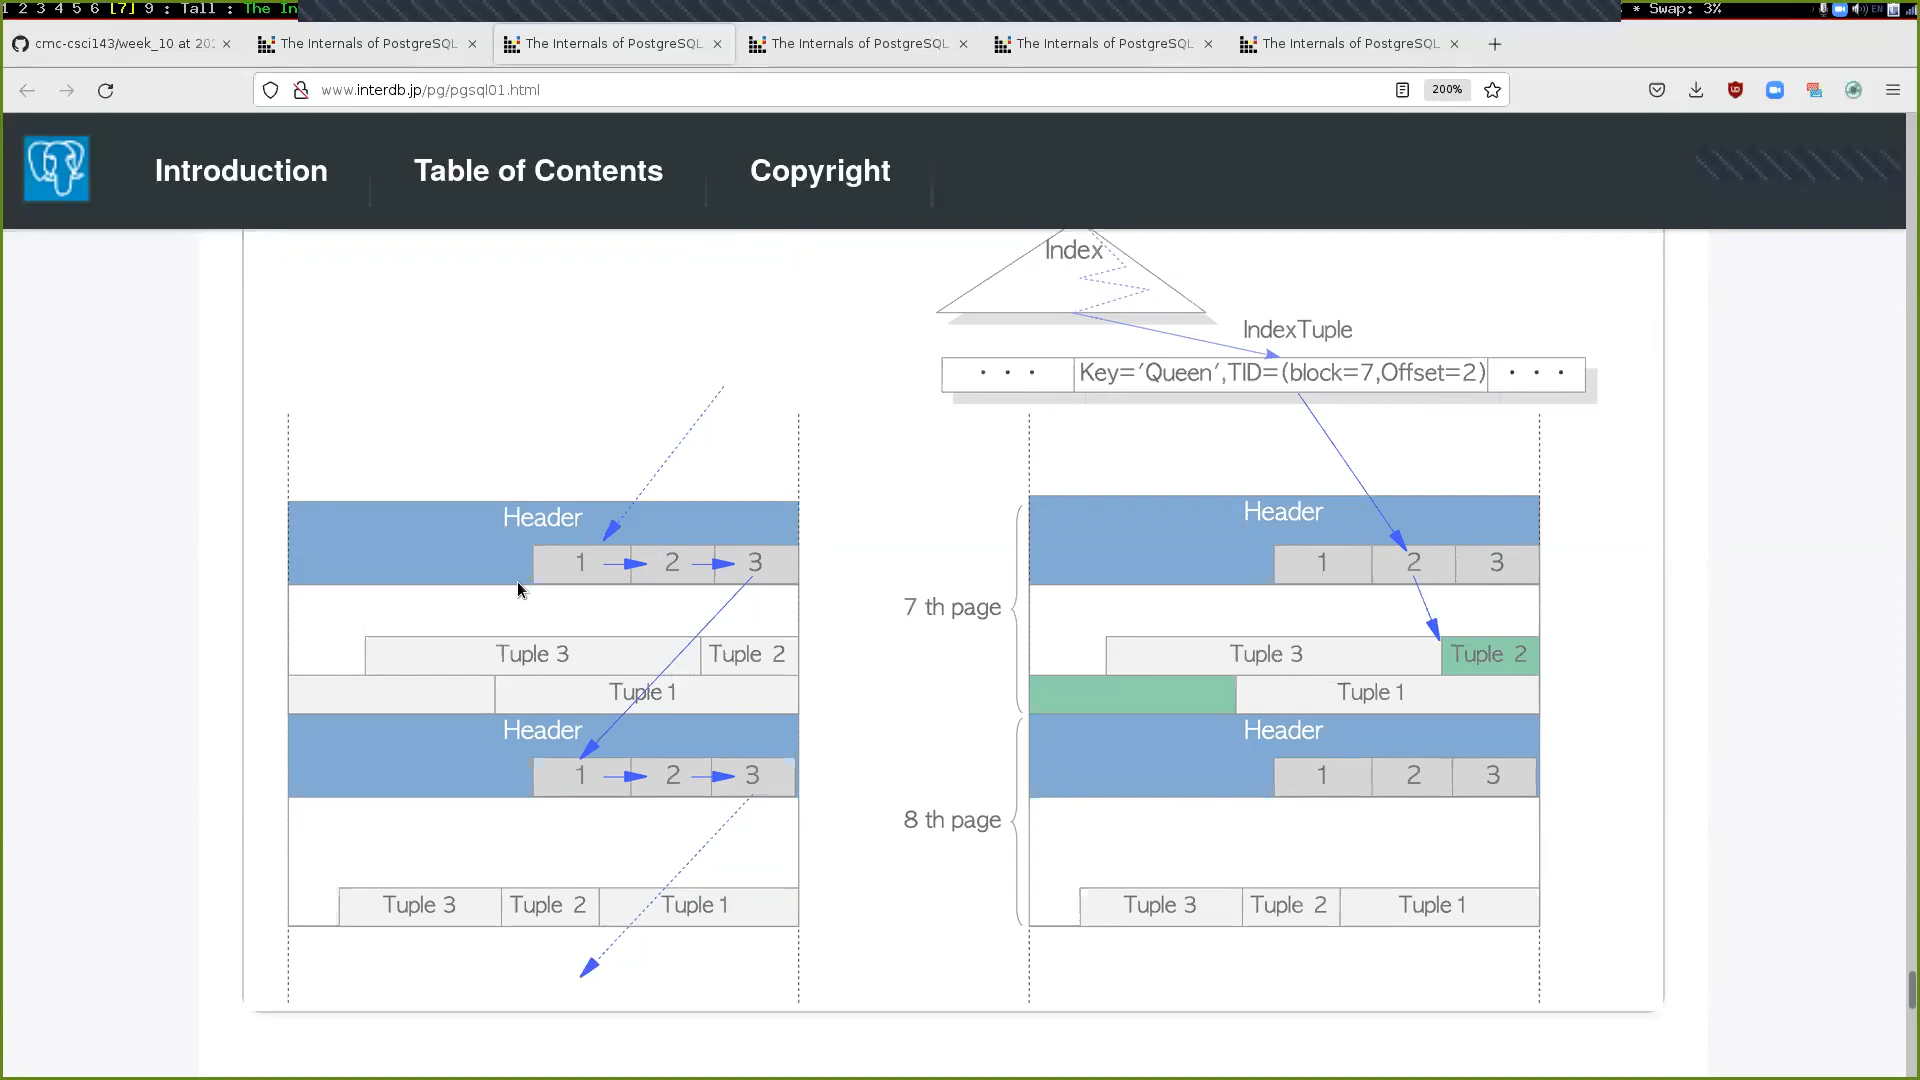 1 2 3 4 5 6 [7] 9 : Tall : The In
* Swap: 3%
EN
cmc-csci143/week_10 at 20
The Internals of PostgreSQL
The Internals of PostgreSQL
The Internals of PostgreSQL
The Internals of PostgreSQL
The Internals of PostgreSQL
www.interdb.jp/pg/pgsql01.html
200%
Introduction
Table of Contents
Copyright
Index
IndexTuple
· · ·
Key='Queen',TID=(block=7,Offset=2)
· · ·
Header
1 2 3
Tuple 3
Tuple 2
Tuple 1
Header
1 2 3
Tuple 3
Tuple 2
Tuple 1
7 th page
8 th page
Header
1 2 3
Tuple 3
Tuple 2
Tuple 1
Header
1 2 3
Tuple 3
Tuple 2
Tuple 1